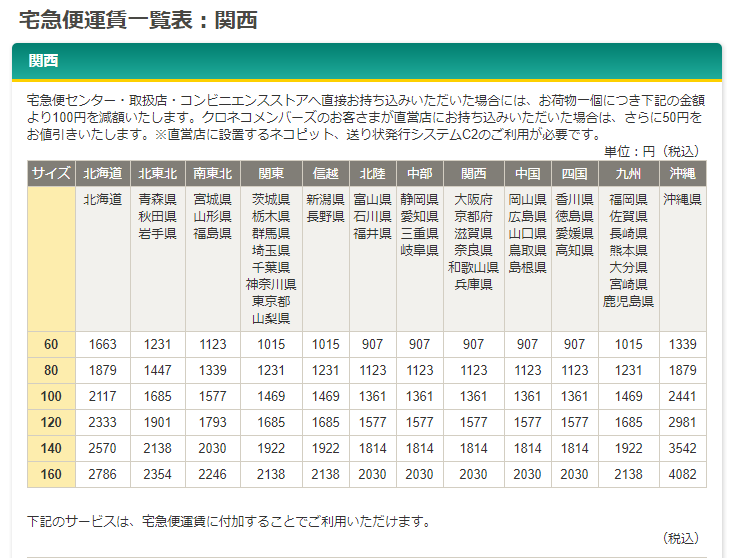 宅急便運賃一覧表：関西
関西
宅急便センター・取扱店・コンビニエンスストアへ直接お持ち込みいただいた場合には、お荷物一個につき下記の金額
より100円を減額いたします。クロネコメンバーズのお客さまが直営店にお持ち込みいただいた場合は、さらに50円を
お値引きいたします。※直営店に設置するネコピット、送り状発行システムC2のご利用が必要です。
単位：円（税込）
サイズ 北海道 北東北 南東北 関東 信越 北陸 中部 関西 中国 四国 九州 沖縄
北海道 青森県 宮城県 茨城県 新潟県 富山県 静岡県 大阪府 岡山県 香川県 福岡県 沖縄県
秋田県 山形県 栃木県 長野県 石川県 愛知県 京都府 広島県 徳島県 佐賀県
岩手県 福島県 群馬県 福井県 三重県 滋賀県 山口県 愛媛県 長崎県
埼玉県 岐阜県 奈良県 鳥取県 高知県 熊本県
千葉県 和歌山県 島根県 大分県
神奈川県 兵庫県 宮崎県
東京都 鹿児島県
山梨県
60 1663 1231 1123 1015 1015 907 907 907 907 907 1015 1339
80 1879 1447 1339 1231 1231 1123 1123 1123 1123 1123 1231 1879
100 2117 1685 1577 1469 1469 1361 1361 1361 1361 1361 1469 2441
120 2333 1901 1793 1685 1685 1577 1577 1577 1577 1577 1685 2981
140 2570 2138 2030 1922 1922 1814 1814 1814 1814 1814 1922 3542
160 2786 2354 2246 2138 2138 2030 2030 2030 2030 2030 2138 4082
下記のサービスは、宅急便運賃に付加することでご利用いただけます。
（税込）